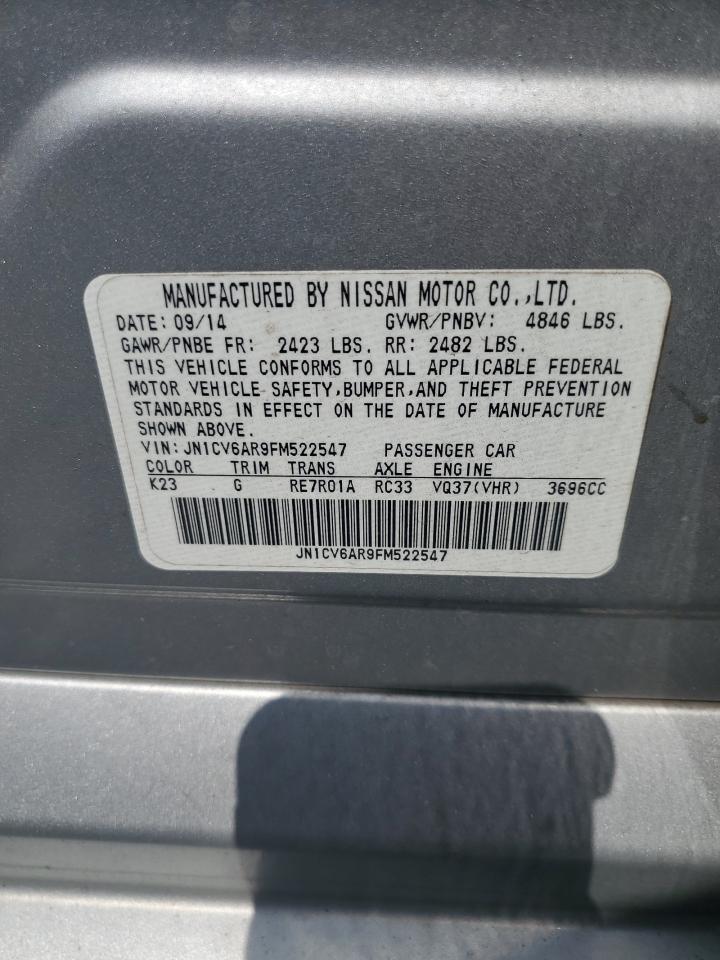 MANUFACTURED BY NISSAN MOTOR CO.,LTD.
DATE: 09/14 GVWR/PNBV: 4846 LBS.
GAWR/PNBE FR: 2423 LBS. RR: 2482 LBS.
THIS VEHICLE CONFORMS TO ALL APPLICABLE FEDERAL
MOTOR VEHICLE SAFETY,BUMPER,AND THEFT PREVENTION
STANDARDS IN EFFECT ON THE DATE OF MANUFACTURE
SHOWN ABOVE.
VIN: JN1CV6AR9FM522547 PASSENGER CAR
COLOR TRIM TRANS AXLE ENGINE
K23 G RE7R01A RC33 VQ37(VHR) 3696CC
JN1CV6AR9FM522547